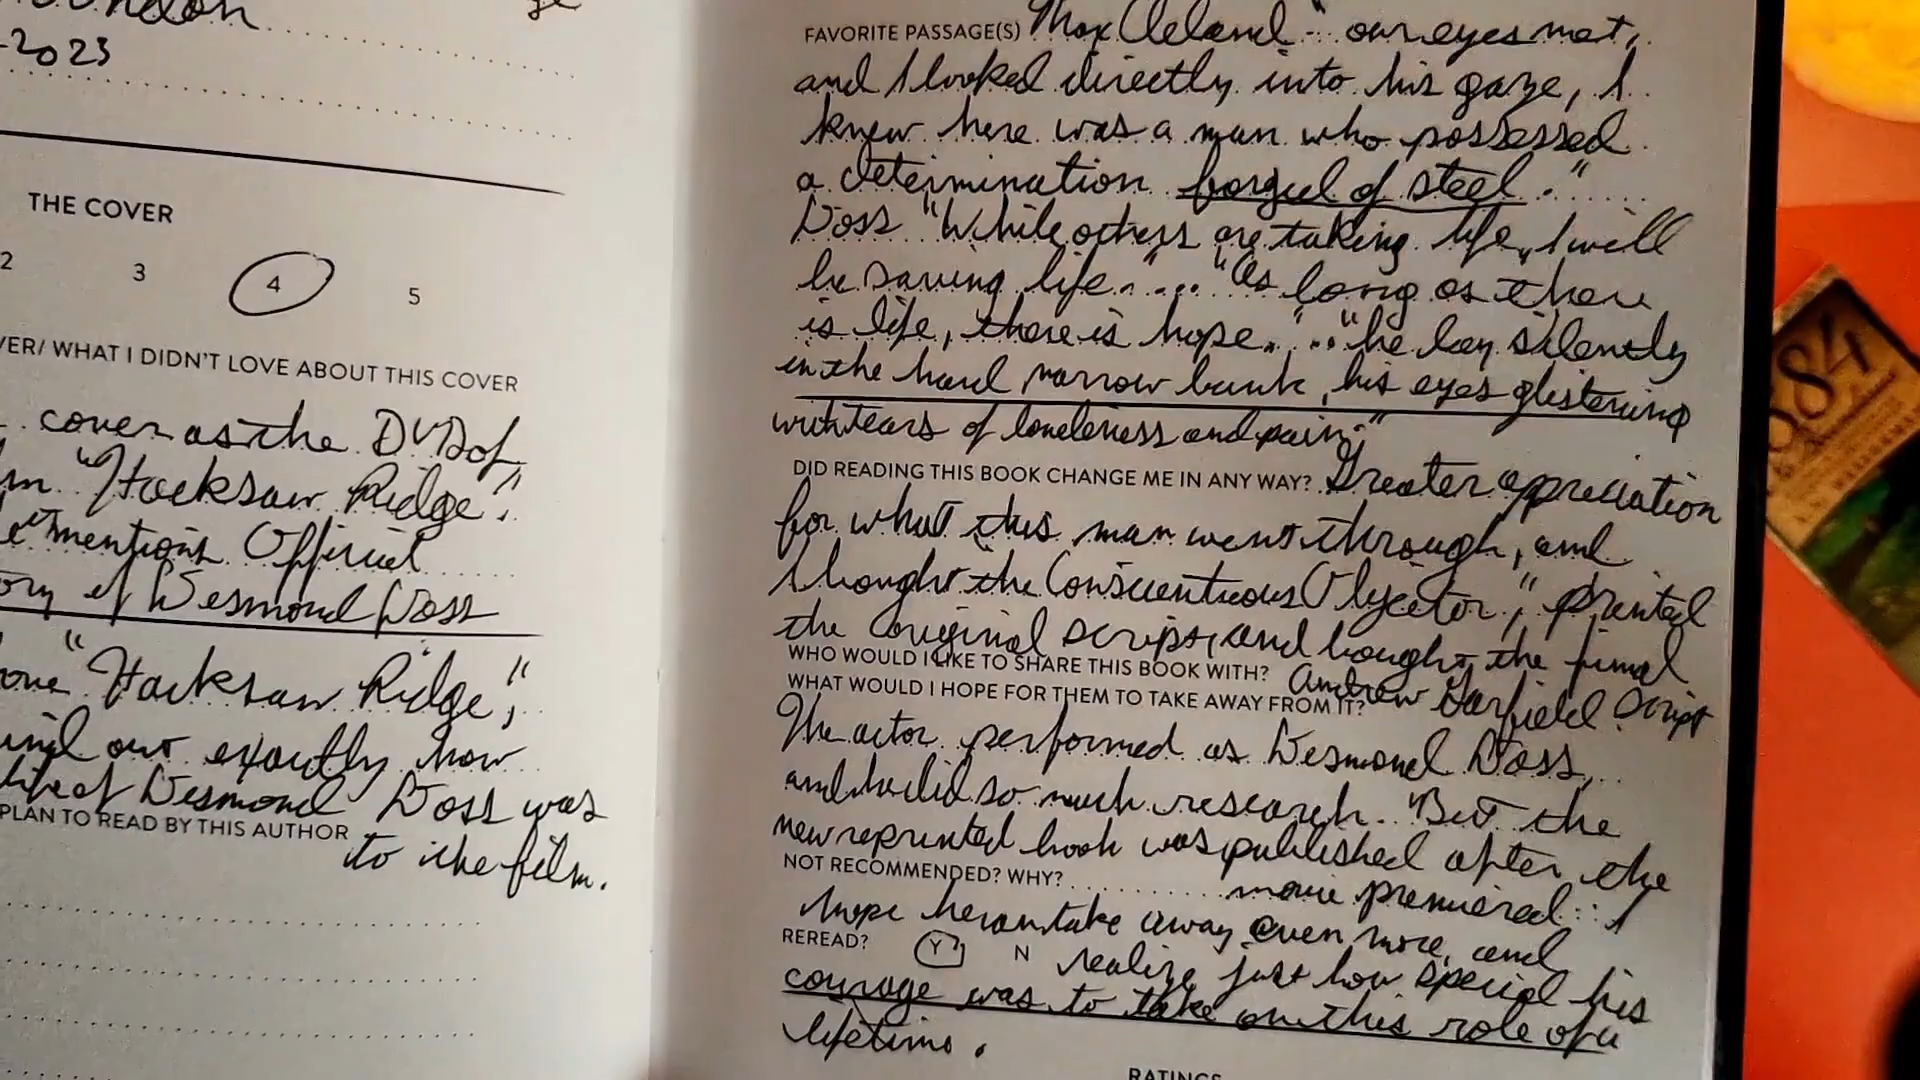 -2023
THE COVER
2 3 4 5
VER/ WHAT I DIDN'T LOVE ABOUT THIS COVER
cover as the DVD of
"Hacksaw Ridge".
mentions Official
ory of Desmond Doss
"Hacksaw Ridge",
out exactly how
life of Desmond Doss was
PLAN TO READ BY THIS AUTHOR
to the film.
FAVORITE PASSAGE(S) Max Cleland - "our eyes met,
and I looked directly into his gaze, I
knew here was a man who possessed
a determination forged of steel."
Doss "While others are taking life, I will
be saving life." ... "As long as there
is life, there is hope." ... "he lay silently
in the hard narrow bunk, his eyes glistening
with tears of loneliness and pain."
DID READING THIS BOOK CHANGE ME IN ANY WAY? Greater appreciation
for what this man went through, and
I bought the Conscientious Objector," printed
the original script, and bought the final
script
WHO WOULD I LIKE TO SHARE THIS BOOK WITH? Andrew Garfield.
WHAT WOULD I HOPE FOR THEM TO TAKE AWAY FROM IT?
The actor performed as Desmond Doss,
and he did so much research. But the
new reprinted book was published after the
movie premiered. I
NOT RECOMMENDED? WHY?
hope he can take away even more, and
REREAD? Y N
realize just how special his
courage was to take on this role of a
lifetime.
RATINGS
884